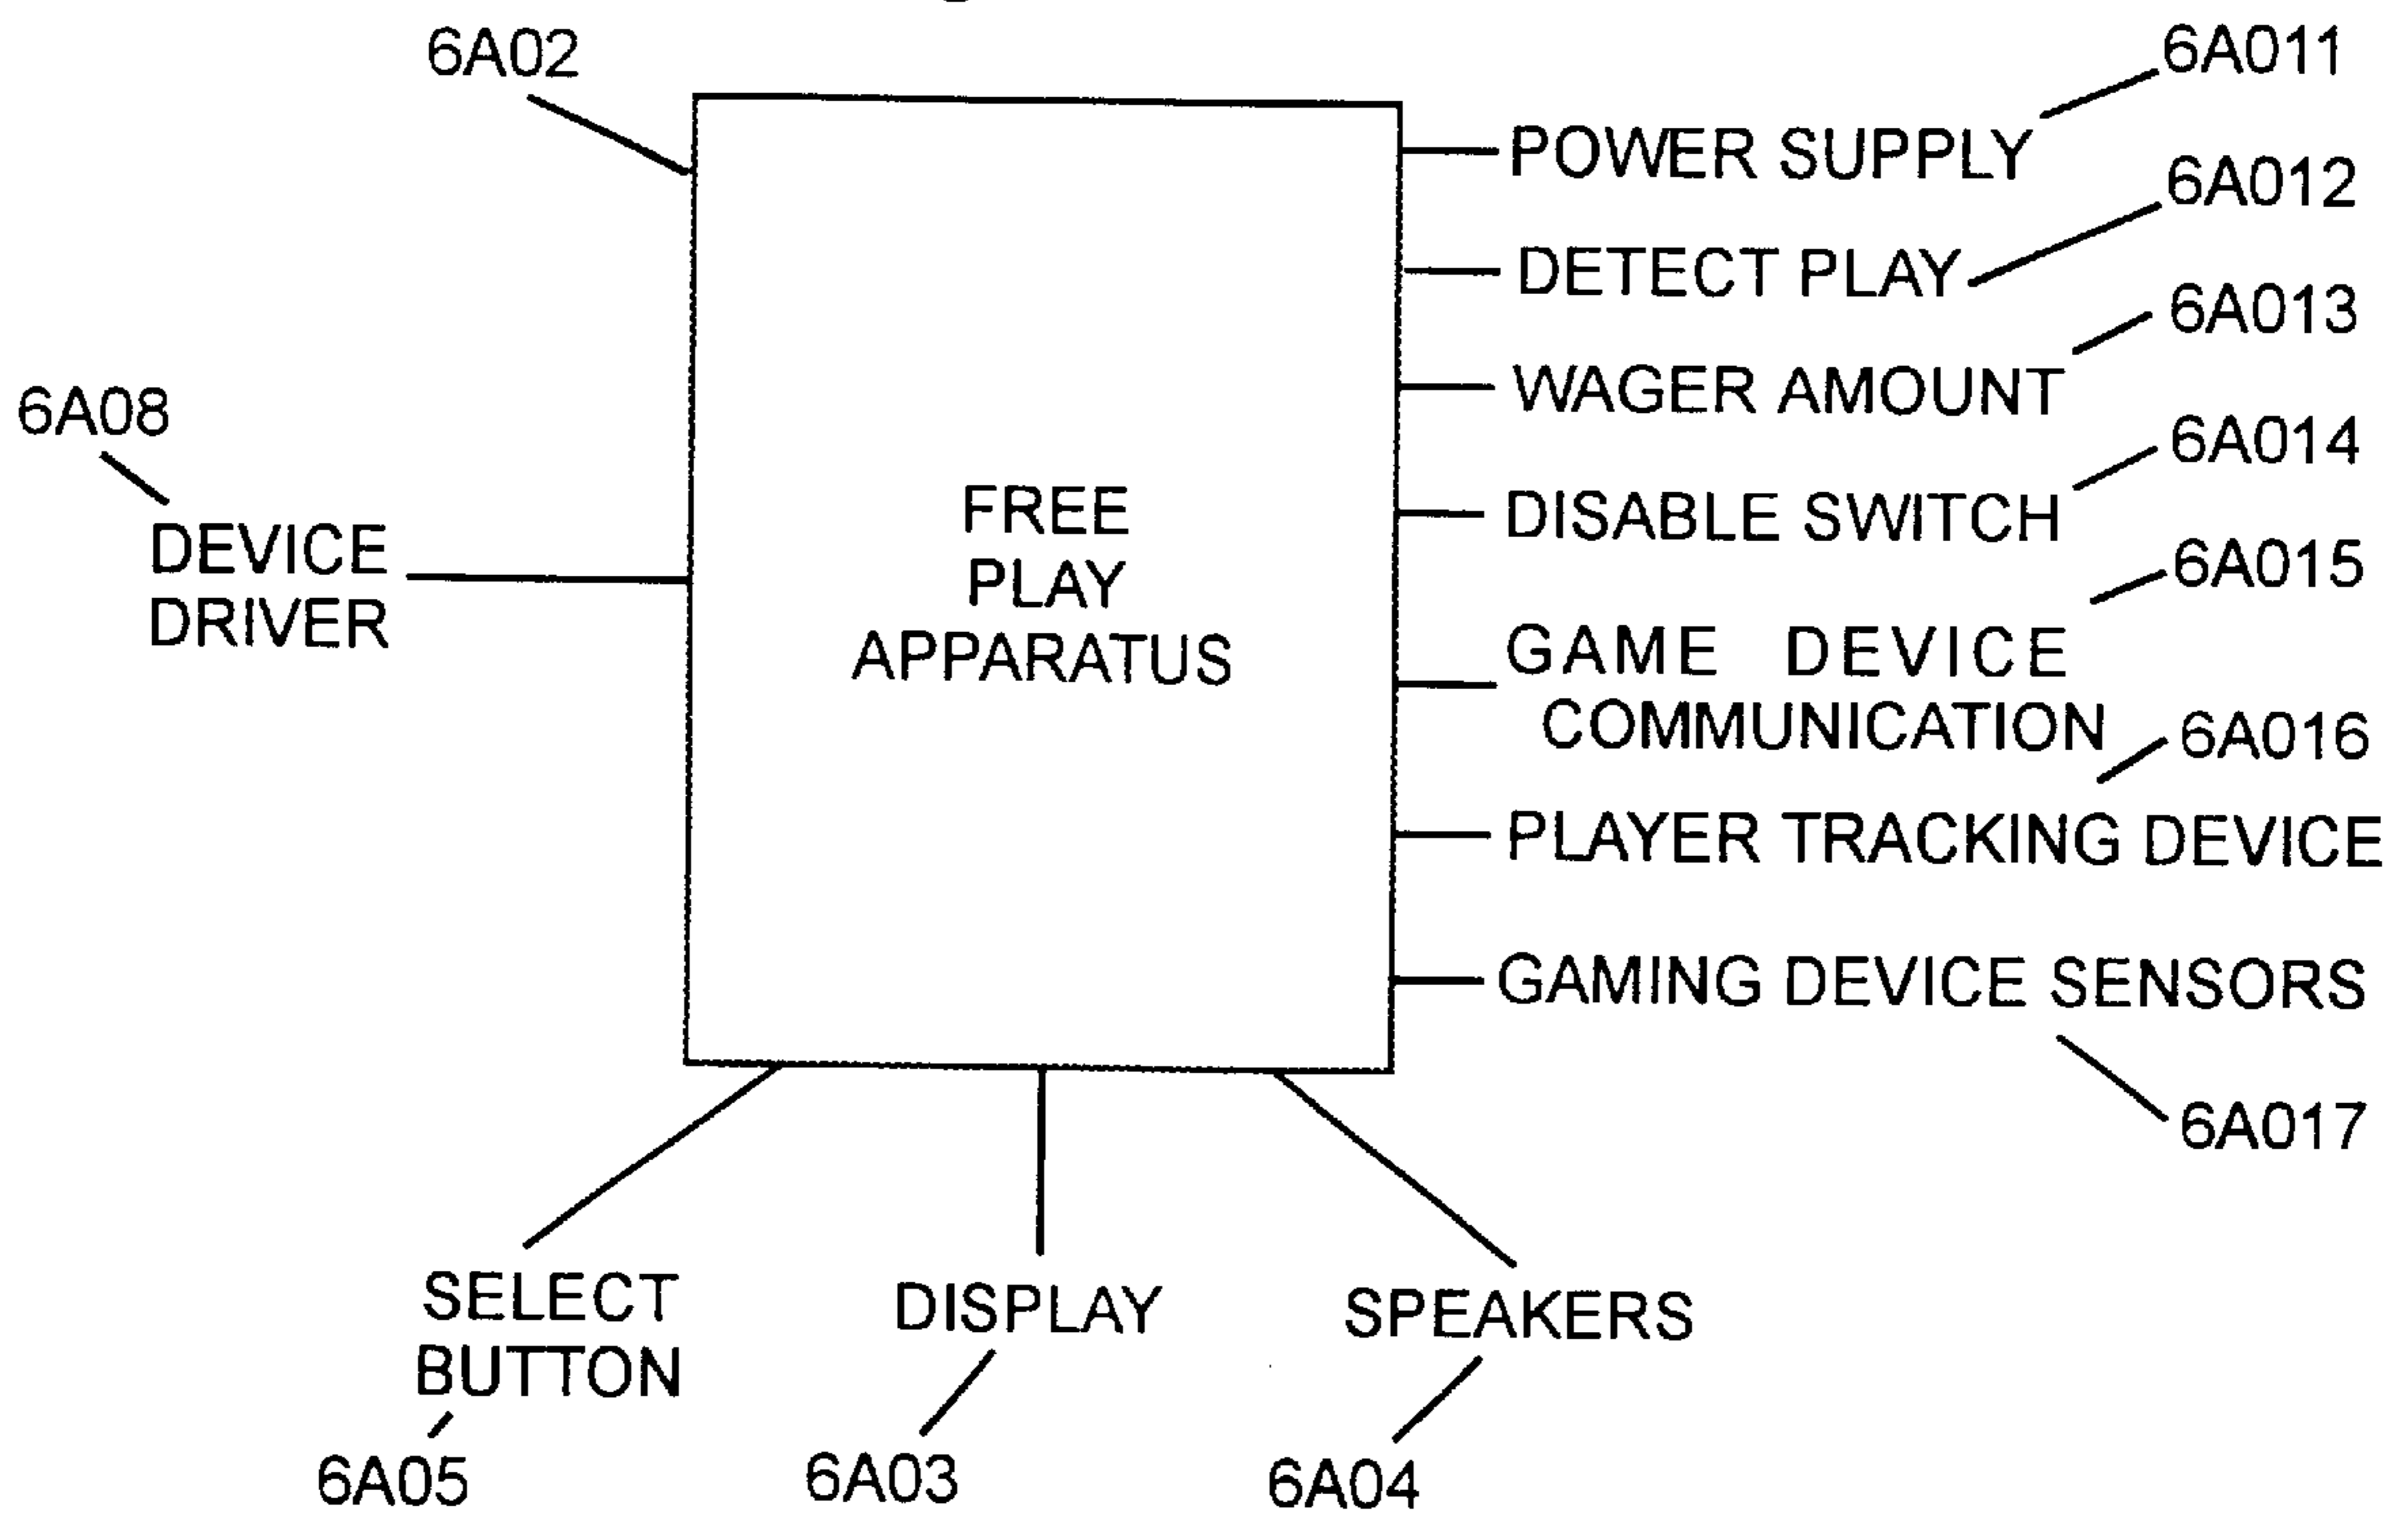 6A02
6A011
POWER SUPPLY
6A012
DETECT PLAY
6A013
WAGER AMOUNT
6A08
6A014
DISABLE SWITCH
FREE
PLAY
APPARATUS
DEVICE
DRIVER
6A015
GAME DEVICE
COMMUNICATION
6A016
PLAYER TRACKING DEVICE
GAMING DEVICE SENSORS
6A017
SELECT
BUTTON
6A05
DISPLAY
6A03
SPEAKERS
6A04